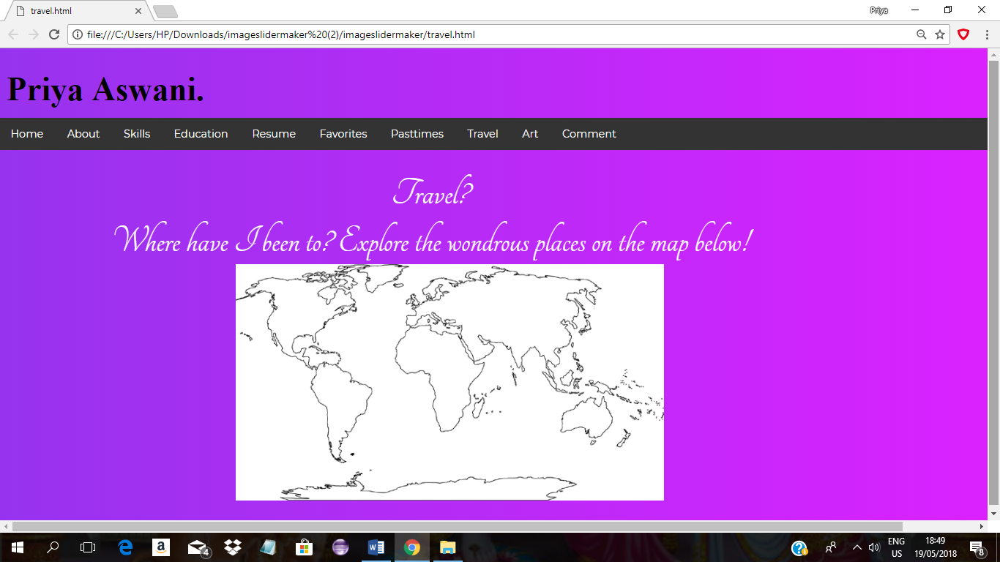 travel.html
Priya
file:///C:/Users/HP/Downloads/imageslidermaker%20(2)/imageslidermaker/travel.html
Priya Aswani.
Home About Skills Education Resume Favorites Pasttimes Travel Art Comment
Travel?
Where have I been to? Explore the wondrous places on the map below!
4
ENG
US
18:49
19/05/2018
8